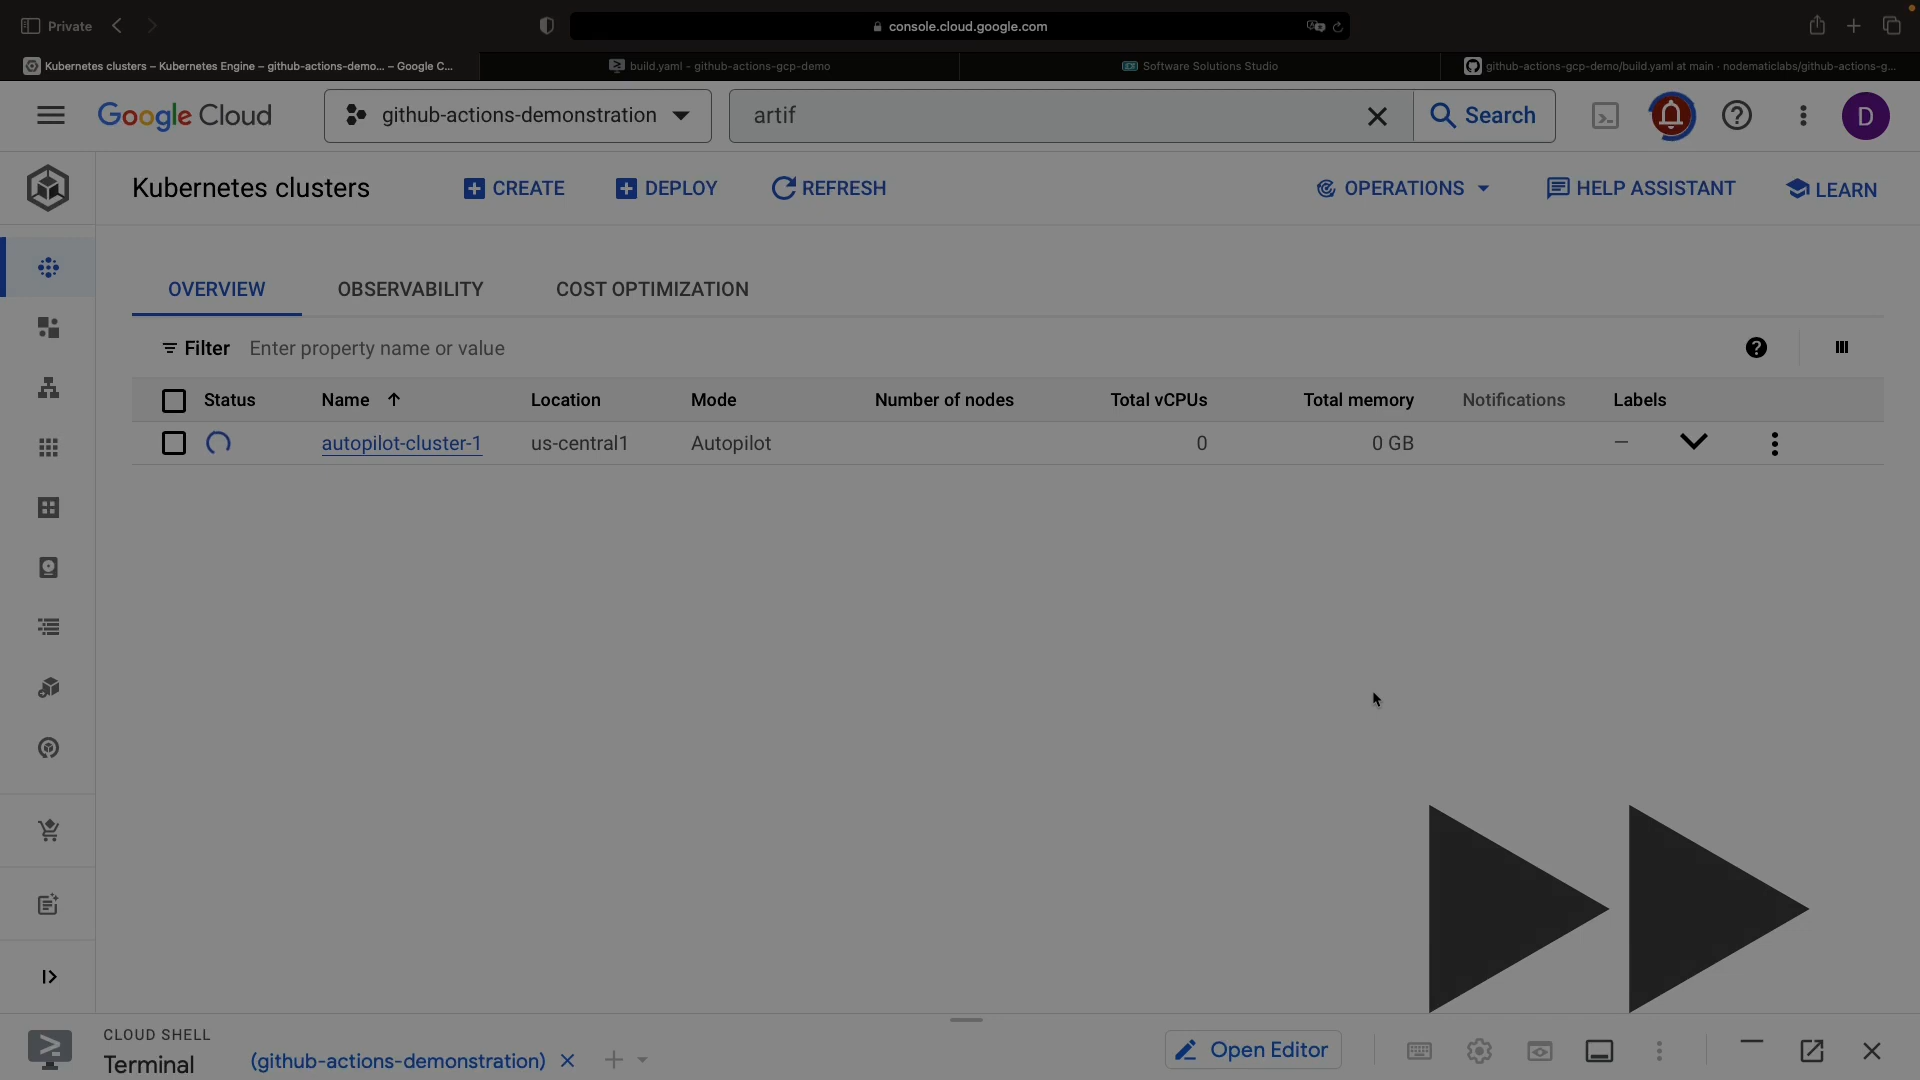 Private
console.cloud.google.com
Kubernetes clusters – Kubernetes Engine – github-actions-demo... – Google C...
build.yaml - github-actions-gcp-demo
Software Solutions Studio
github-actions-gcp-demo/build.yaml at main · nodematiclabs/github-actions-g...
Google Cloud
github-actions-demonstration
artif
Search
D
Kubernetes clusters
CREATE
DEPLOY
REFRESH
OPERATIONS
HELP ASSISTANT
LEARN
OVERVIEW
OBSERVABILITY
COST OPTIMIZATION
Filter Enter property name or value
Status Name Location Mode Number of nodes Total vCPUs Total memory Notifications Labels
autopilot-cluster-1 us-central1 Autopilot 0 0 GB –
CLOUD SHELL
Terminal
(github-actions-demonstration)
Open Editor